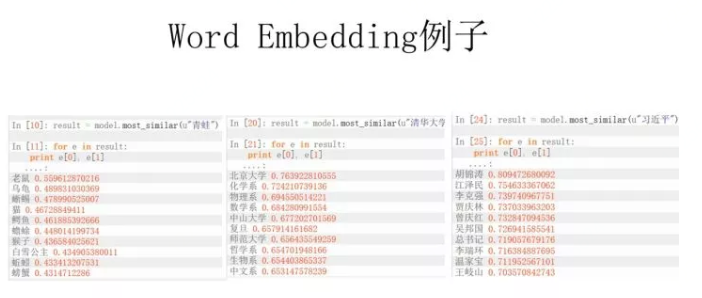 Word Embedding例子
In [10]: result = model.most_similar(u"青蛙")
In [11]: for e in result:
print e[0], e[1]
....:
老鼠 0.559612870216
乌龟 0.489831030369
蜥蜴 0.478990525007
猫 0.46728849411
鳄鱼 0.461885392666
蟾蜍 0.448014199734
猴子 0.436584025621
白雪公主 0.434905380011
蚯蚓 0.433413207531
螃蟹 0.4314712286
In [20]: result = model.most_similar(u"清华大学
In [21]: for e in result:
print e[0], e[1]
....:
北京大学 0.763922810555
化学系 0.724210739136
物理系 0.694550514221
数学系 0.684280991554
中山大学 0.677202701569
复旦 0.657914161682
师范大学 0.656435549259
哲学系 0.654701948166
生物系 0.654403865337
中文系 0.653147578239
In [24]: result = model.most_similar(u"习近平")
In [25]: for e in result:
print e[0], e[1]
....:
胡锦涛 0.809472680092
江泽民 0.754633367062
李克强 0.739740967751
贾庆林 0.737033963203
曾庆红 0.732847094536
吴邦国 0.726941585541
总书记 0.719057679176
李瑞环 0.716384887695
温家宝 0.711952567101
王岐山 0.703570842743